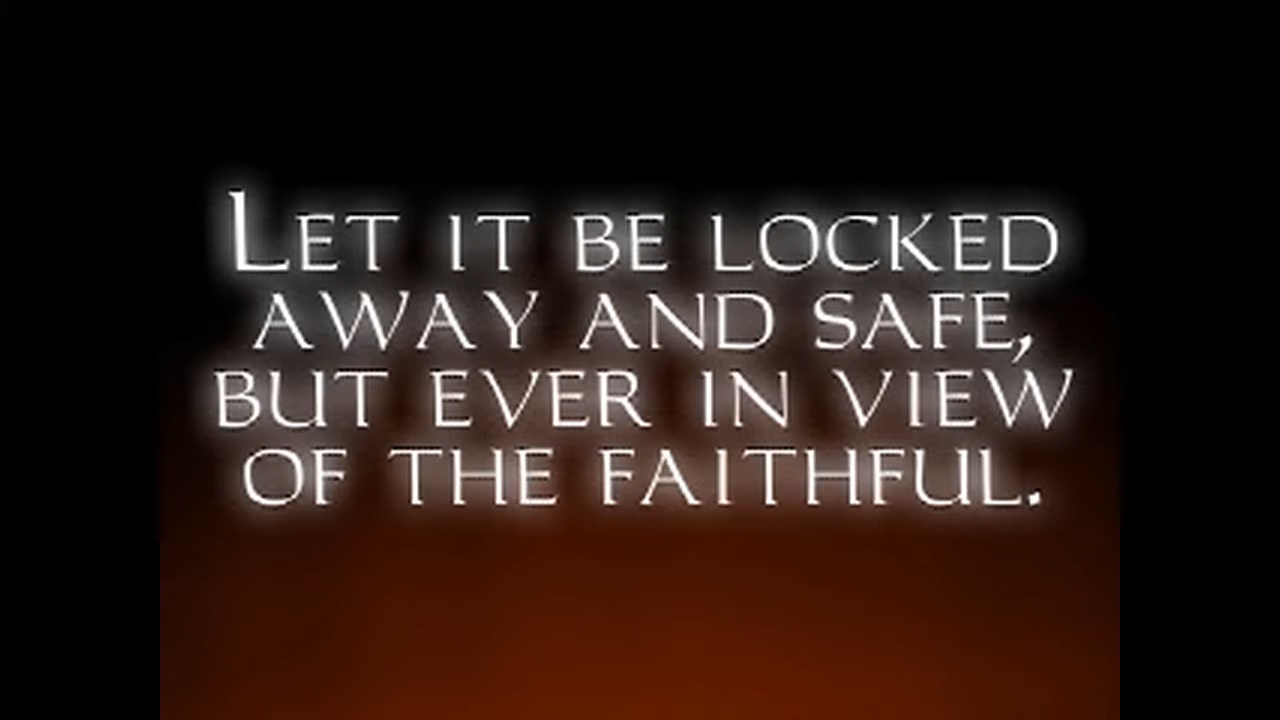 Let it be locked
away and safe,
but ever in view
of the faithful.